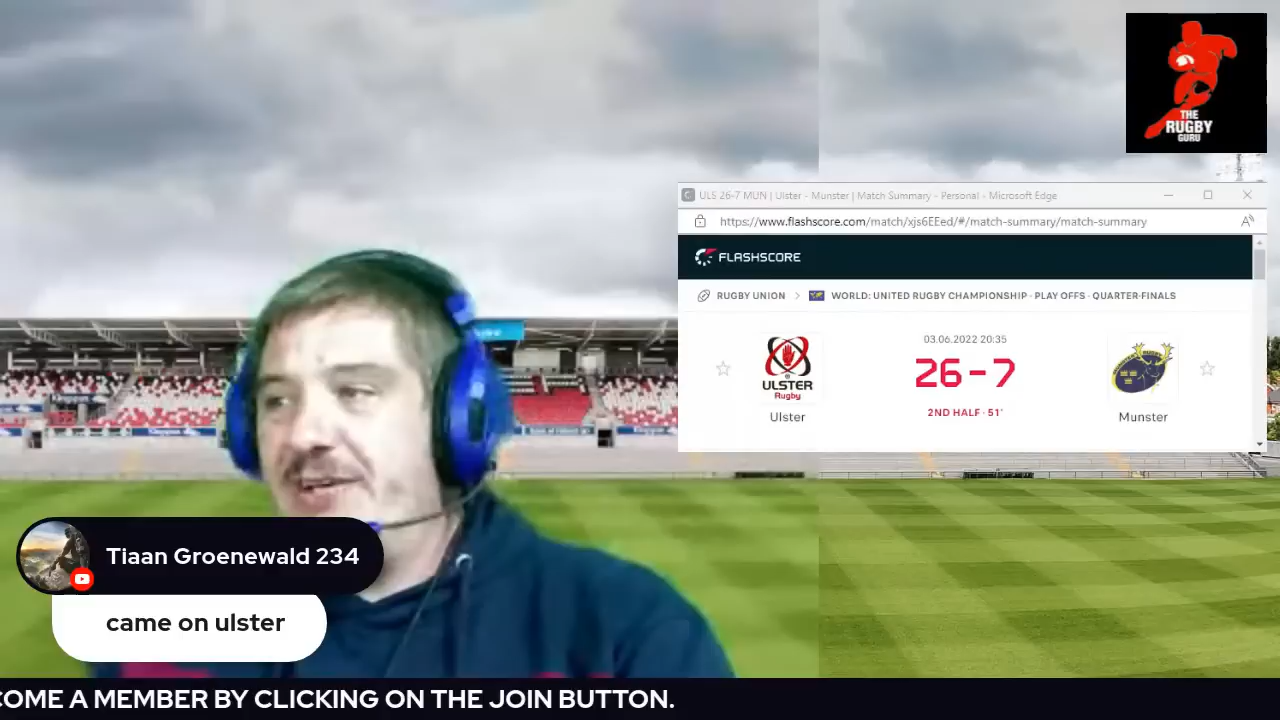 THE
RUGBY
GURU
ULS 26-7 MUN | Ulster - Munster | Match Summary - Personal - Microsoft Edge
https://www.flashscore.com/match/xjs6EEed/#/match-summary/match-summary
FLASHSCORE
RUGBY UNION > WORLD: UNITED RUGBY CHAMPIONSHIP - PLAY OFFS - QUARTER-FINALS
03.06.2022 20:35
26-7
2ND HALF - 51'
ULSTER
Rugby
Ulster
Munster
Kingspan
Tiaan Groenewald 234
came on ulster
COME A MEMBER BY CLICKING ON THE JOIN BUTTON.